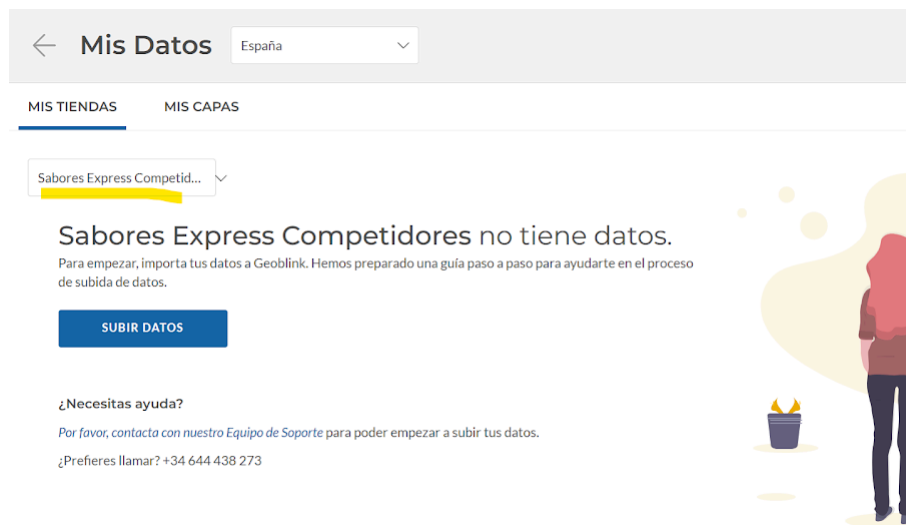 Mis Datos
España
MIS TIENDAS
MIS CAPAS
Sabores Express Competid...
Sabores Express Competidores no tiene datos.
Para empezar, importa tus datos a Geoblink. Hemos preparado una guía paso a paso para ayudarte en el proceso
de subida de datos.
SUBIR DATOS
¿Necesitas ayuda?
Por favor, contacta con nuestro Equipo de Soporte para poder empezar a subir tus datos.
¿Prefieres llamar? +34 644 438 273